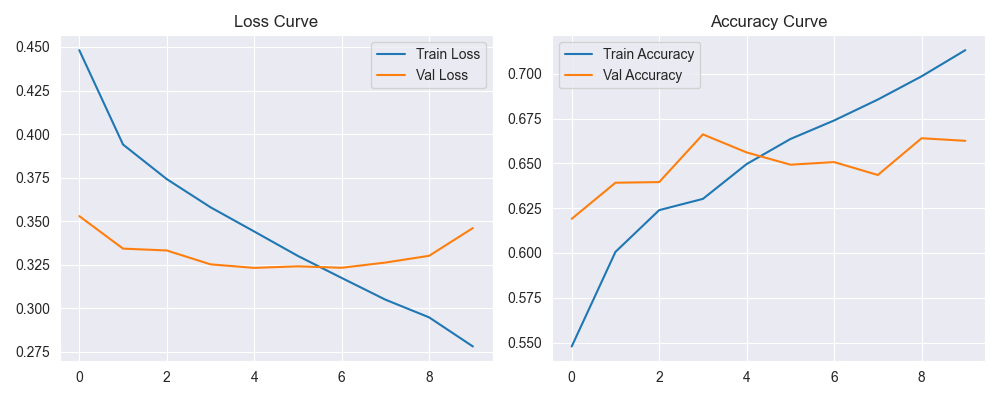 Loss Curve
0.450
0.425
0.400
0.375
0.350
0.325
0.300
0.275
0 2 4 6 8
Train Loss
Val Loss
Accuracy Curve
0.700
0.675
0.650
0.625
0.600
0.575
0.550
0 2 4 6 8
Train Accuracy
Val Accuracy